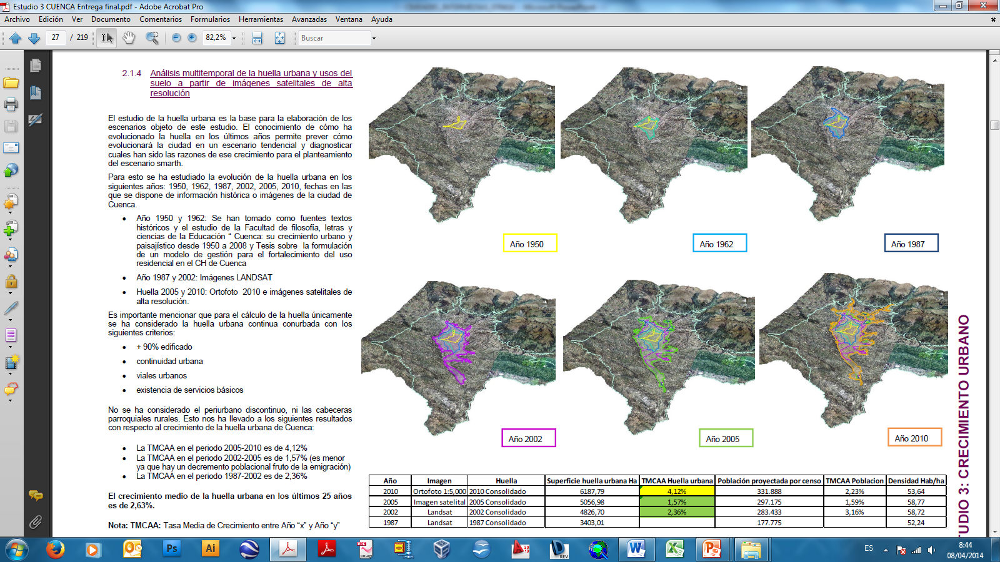 Estudio 3 CUENCA Entrega final.pdf - Adobe Acrobat Pro
Archivo Edición Ver Documento Comentarios Formularios Herramientas Avanzadas Ventana Ayuda
27 / 219 82,2% Buscar
2.1.4 Análisis multitemporal de la huella urbana y usos del
suelo a partir de imágenes satelitales de alta
resolución
El estudio de la huella urbana es la base para la elaboración de los
escenarios objeto de este estudio. El conocimiento de cómo ha
evolucionado la huella en los últimos años permite prever cómo
evolucionará la ciudad en un escenario tendencial y diagnosticar
cuales han sido las razones de ese crecimiento para el planteamiento
del escenario smarth.
Para esto se ha estudiado la evolución de la huella urbana en los
siguientes años: 1950, 1962, 1987, 2002, 2005, 2010, fechas en las
que se dispone de información histórica o imágenes de la ciudad de
Cuenca.
• Año 1950 y 1962: Se han tomado como fuentes textos
históricos y el estudio de la Facultad de filosofía, letras y
ciencias de la Educación “ Cuenca: su crecimiento urbano y
paisajístico desde 1950 a 2008 y Tesis sobre la formulación
de un modelo de gestión para el fortalecimiento del uso
residencial en el CH de Cuenca
• Año 1987 y 2002: Imágenes LANDSAT
• Huella 2005 y 2010: Ortofoto 2010 e imágenes satelitales de
alta resolución.
Es importante mencionar que para el cálculo de la huella únicamente
se ha considerado la huella urbana continua conurbada con los
siguientes criterios:
• + 90% edificado
• continuidad urbana
• viales urbanos
• existencia de servicios básicos
No se ha considerado el periurbano discontinuo, ni las cabeceras
parroquiales rurales. Esto nos ha llevado a los siguientes resultados
con respecto al crecimiento de la huella urbana de Cuenca:
• La TMCAA en el periodo 2005-2010 es de 4,12%
• La TMCAA en el periodo 2002-2005 es de 1,57% (es menor
ya que hay un decremento poblacional fruto de la emigración)
• La TMCAA en el periodo 1987-2002 es de 2,36%
El crecimiento medio de la huella urbana en los últimos 25 años
es de 2,63%.
Nota: TMCAA: Tasa Media de Crecimiento entre Año “x” y Año “y”
Año 1950
Año 1962
Año 1987
Año 2002
Año 2005
Año 2010
Año Imagen Huella Superficie huella urbana Ha TMCAA Huella urbana Población proyectada por censo TMCAA Poblacion Densidad Hab/ha
2010 Ortofoto 1:5,000 2010 Consolidado 6187,79 4,12% 331.888 2,23% 53,64
2005 Imagen satelital 2005 Consolidado 5056,98 1,57% 297.175 1,59% 58,77
2002 Landsat 2002 Consolidado 4826,70 2,36% 283.433 3,16% 58,72
1987 Landsat 1987 Consolidado 3403,01 177.775 52,24
TUDIO 3: CRECIMIENTO URBANO
Ps Ai
REV
ES
8:44
08/04/2014